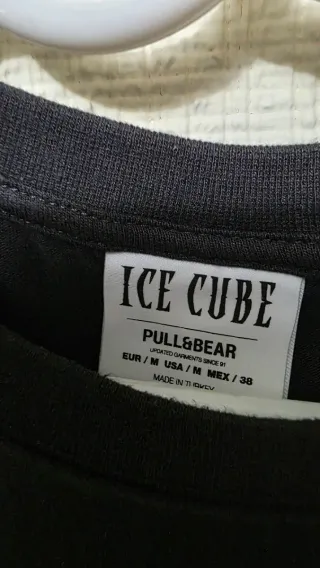 ICE CUBE
PULL&BEAR
UPDATED GARMENTS SINCE 91
EUR / M USA / M MEX / 38
MADE IN TURKEY